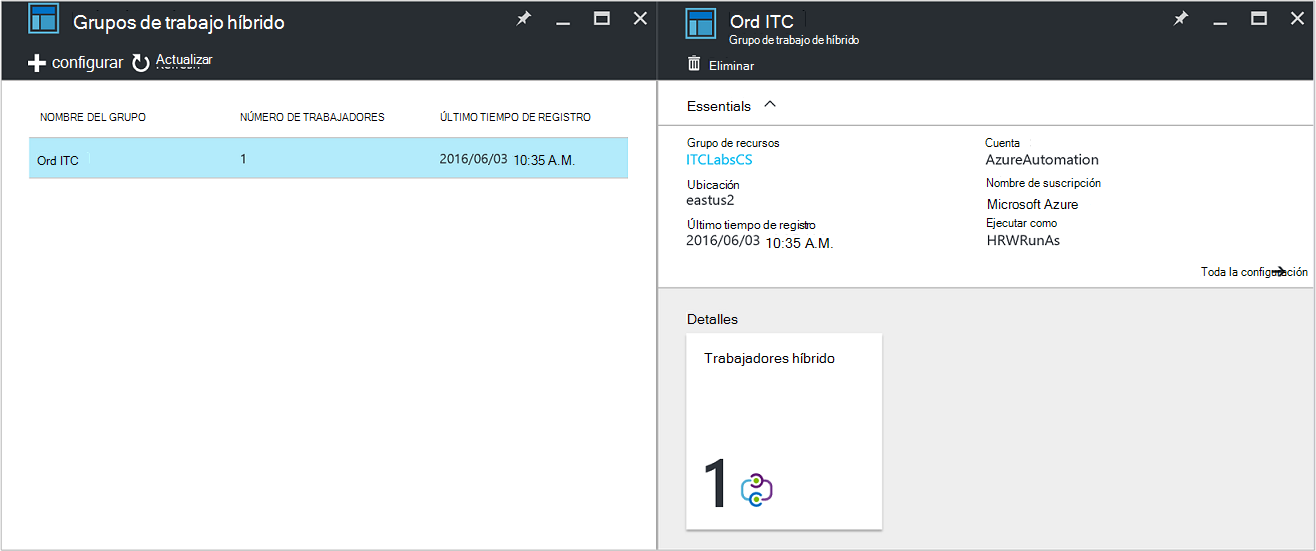 Grupos de trabajo híbrido
configurar Actualizar
NOMBRE DEL GRUPO NÚMERO DE TRABAJADORES ÚLTIMO TIEMPO DE REGISTRO
Ord ITC 1 2016/06/03 10:35 A.M.
Ord ITC
Grupo de trabajo de híbrido
Eliminar
Essentials
Grupo de recursos
ITCLabsCS
Ubicación
eastus2
Último tiempo de registro
2016/06/03 10:35 A.M.
Cuenta
AzureAutomation
Nombre de suscripción
Microsoft Azure
Ejecutar como
HRWRunAs
Toda la configuración
Detalles
Trabajadores híbrido
1